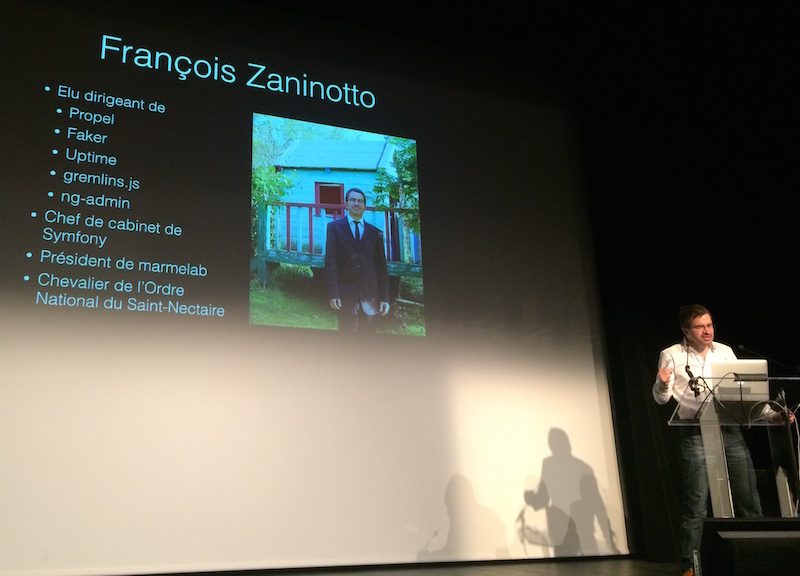 François Zaninotto
• Elu dirigeant de
• Propel
• Faker
• Uptime
• gremlins.js
• ng-admin
• Chef de cabinet de
Symfony
• Président de marmelab
• Chevalier de l'Ordre
National du Saint-Nectaire